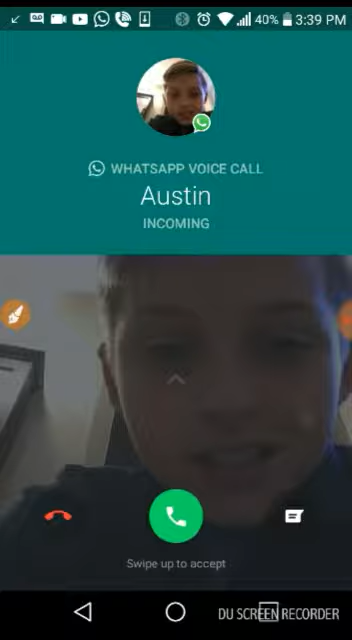 40% 3:39 PM
WHATSAPP VOICE CALL
Austin
INCOMING
Swipe up to accept
DU SCREEN RECORDER